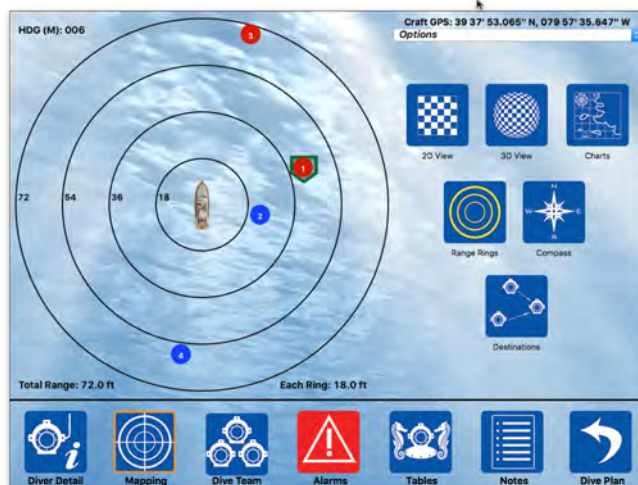 HDG (M): 006
Craft GPS: 39 37' 53.065" N, 079 57' 35.647" W
Options
3
1
2
4
72 54 36 18
2D View 3D View Charts
N
W E
S
Range Rings Compass
Destinations
Total Range: 72.0 ft Each Ring: 18.0 ft
Diver Detail Mapping Dive Team Alarms Tables Notes Dive Plan